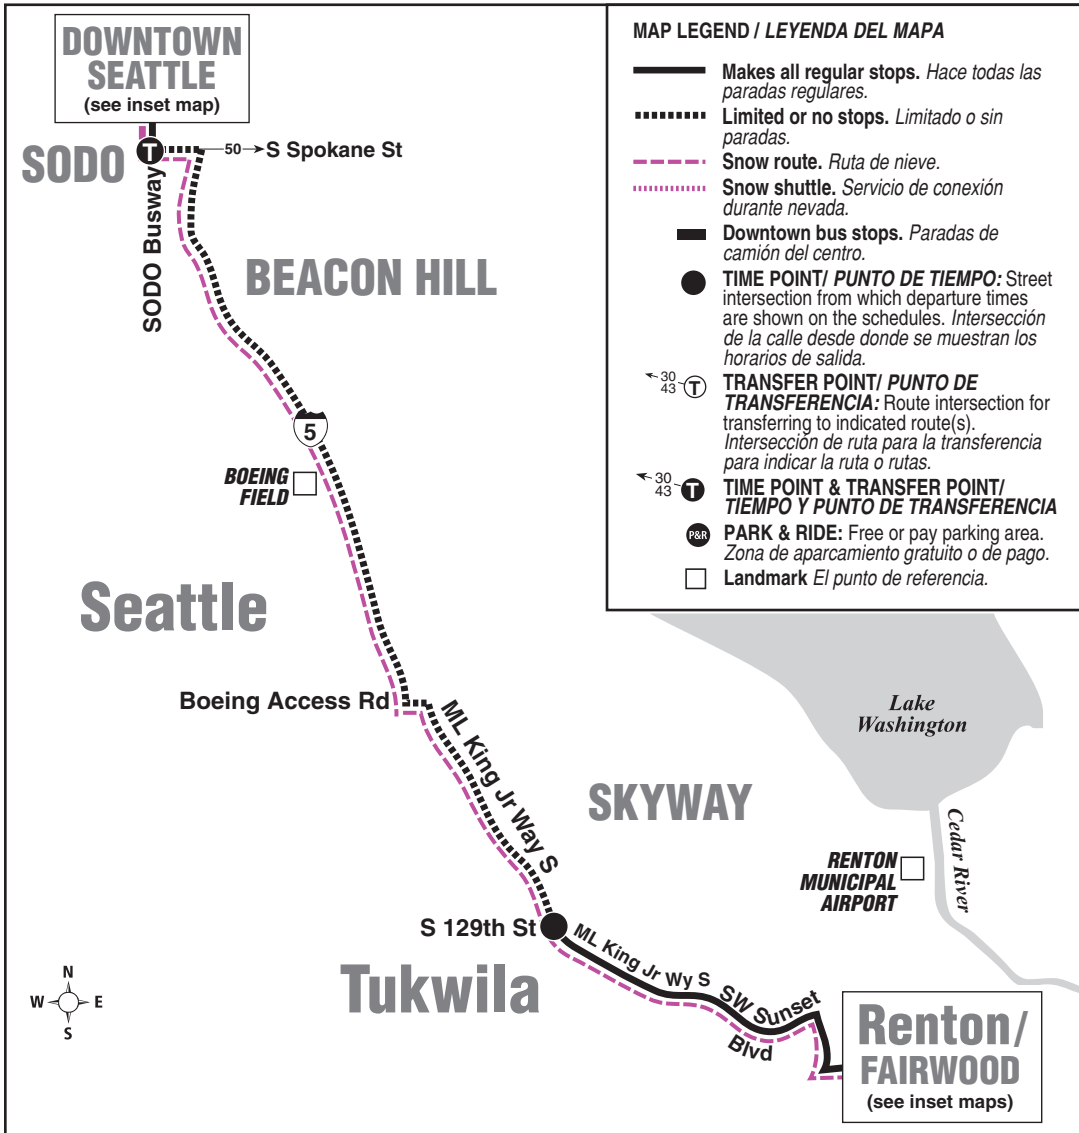 DOWNTOWN
SEATTLE
(see inset map)
SODO
T
50
S Spokane St
SODO Busway
BEACON HILL
5
BOEING
FIELD
Seattle
Boeing Access Rd
ML King Jr Way S
SKYWAY
S 129th St
ML King Jr Wy S
Tukwila
SW Sunset
Blvd
N
W E
S
Lake
Washington
Cedar River
RENTON
MUNICIPAL
AIRPORT
Renton/
FAIRWOOD
(see inset maps)
MAP LEGEND / LEYENDA DEL MAPA
Makes all regular stops. Hace todas las
paradas regulares.
Limited or no stops. Limitado o sin
paradas.
Snow route. Ruta de nieve.
Snow shuttle. Servicio de conexión
durante nevada.
Downtown bus stops. Paradas de
camión del centro.
TIME POINT/ PUNTO DE TIEMPO: Street
intersection from which departure times
are shown on the schedules. Intersección
de la calle desde donde se muestran los
horarios de salida.
30
43 T
TRANSFER POINT/ PUNTO DE
TRANSFERENCIA: Route intersection for
transferring to indicated route(s).
Intersección de ruta para la transferencia
para indicar la ruta o rutas.
30
43 T
TIME POINT & TRANSFER POINT/
TIEMPO Y PUNTO DE TRANSFERENCIA
P&R
PARK & RIDE: Free or pay parking area.
Zona de aparcamiento gratuito o de pago.
Landmark El punto de referencia.